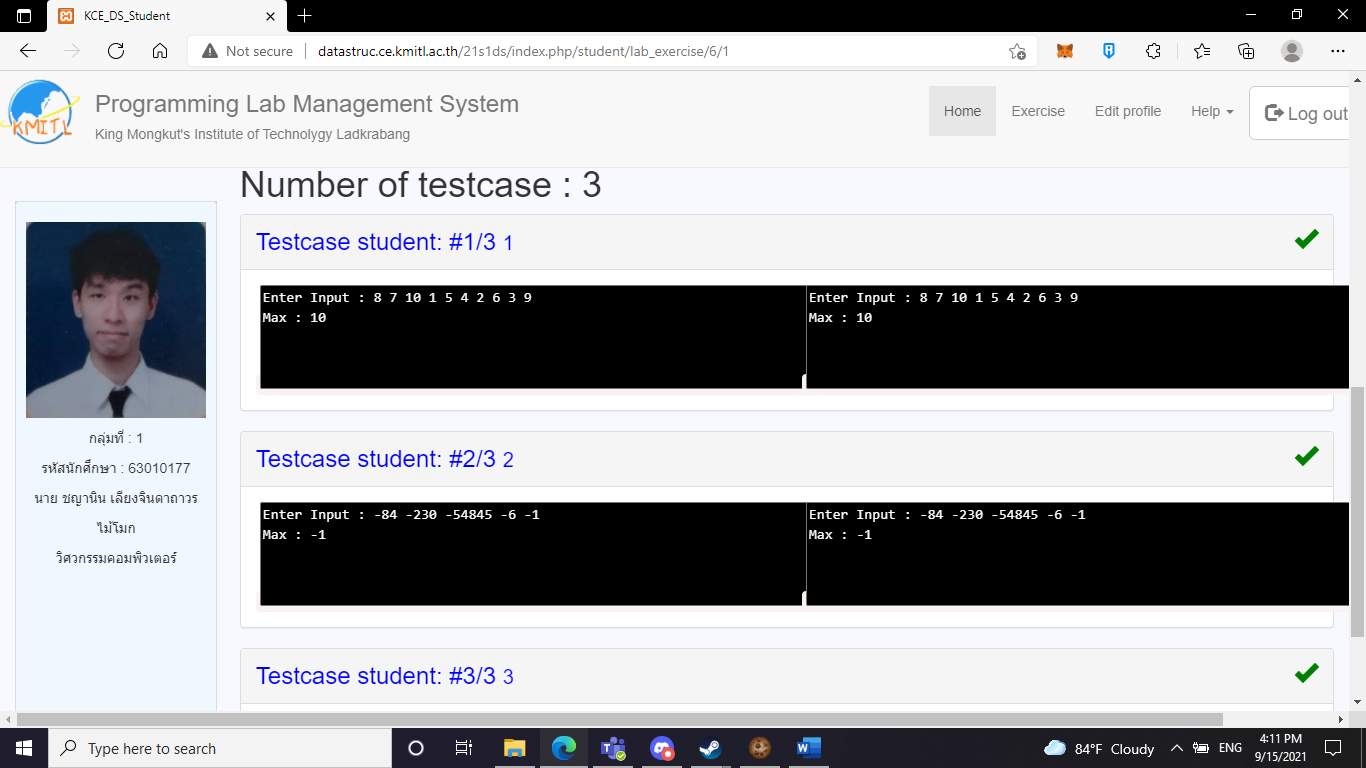 KCE_DS_Student
Not secure
datastruc.ce.kmitl.ac.th/21s1ds/index.php/student/lab_exercise/6/1
KMITL
Programming Lab Management System
King Mongkut's Institute of Technolygy Ladkrabang
Home
Exercise
Edit profile
Help
Log out
Number of testcase : 3
กลุ่มที่ : 1
รหัสนักศึกษา : 63010177
นาย ชญานิน เลียงจินดาถาวร
ไม้โมก
วิศวกรรมคอมพิวเตอร์
Testcase student: #1/3 1
Enter Input : 8 7 10 1 5 4 2 6 3 9
Max : 10
Enter Input : 8 7 10 1 5 4 2 6 3 9
Max : 10
Testcase student: #2/3 2
Enter Input : -84 -230 -54845 -6 -1
Max : -1
Enter Input : -84 -230 -54845 -6 -1
Max : -1
Testcase student: #3/3 3
Type here to search
84°F Cloudy
ENG
4:11 PM
9/15/2021